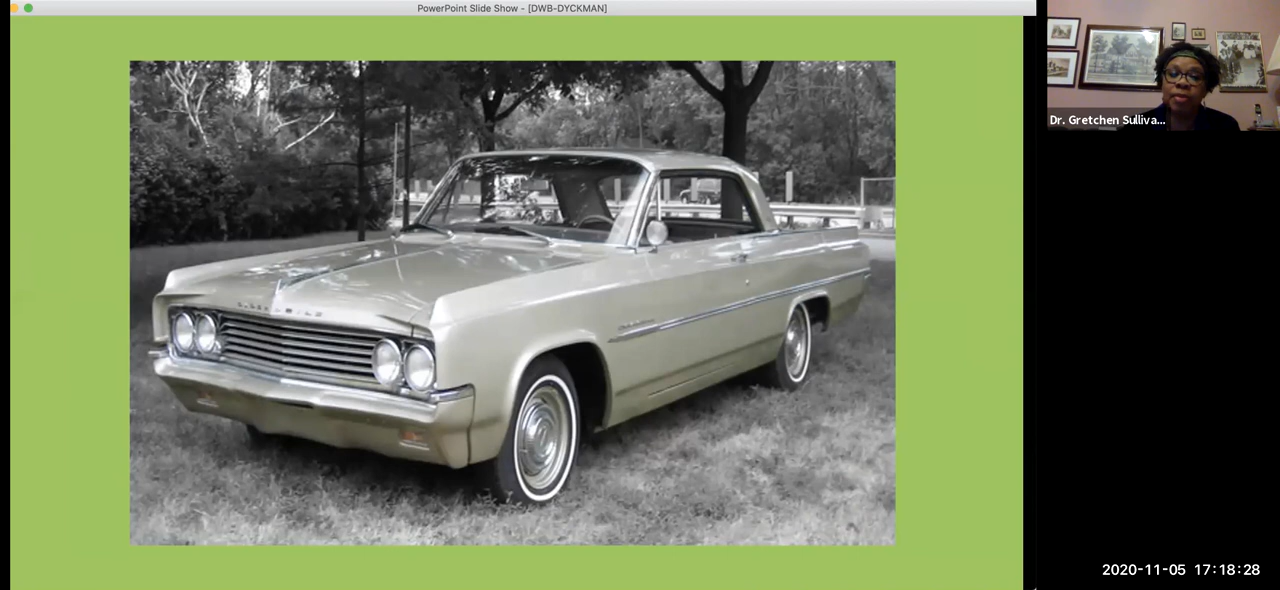 PowerPoint Slide Show - [DWB-DYCKMAN]
Dr. Gretchen Sulliva...
2020-11-05 17:18:28